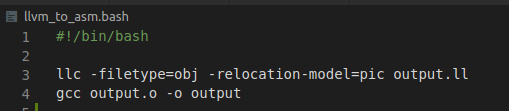 llvm_to_asm.bash
1 #!/bin/bash
2
3 llc -filetype=obj -relocation-model=pic output.ll
4 gcc output.o -o output
5